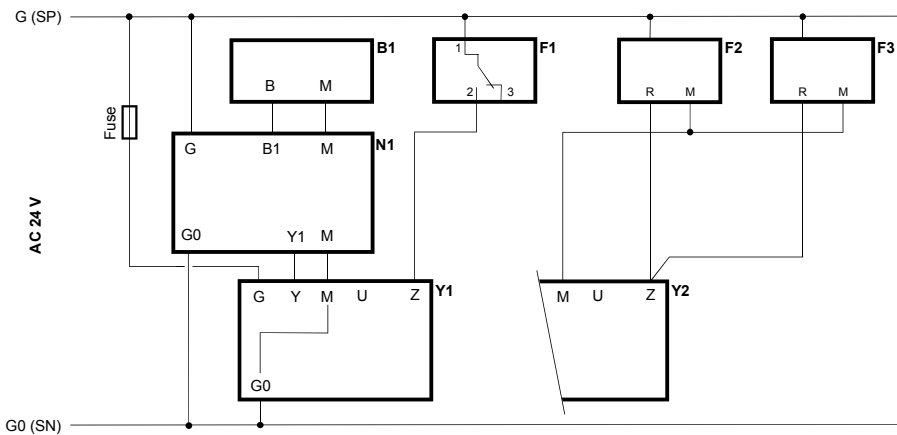 G (SP)
B1
F1
F2
F3
1
B M
2 3
R M
R M
Fuse
N1
G B1 M
AC 24 V
G0 Y1 M
Y1
G Y M U Z
Y2
M U Z
G0
G0 (SN)